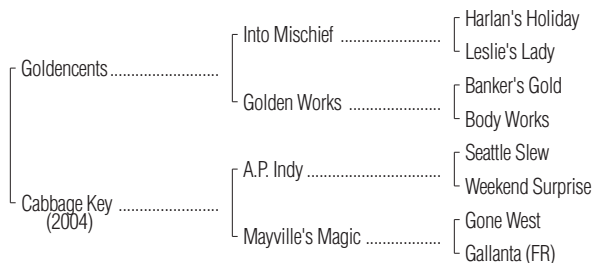 Harlan's Holiday
Into Mischief ....................
Leslie's Lady
Goldencents......................
Banker's Gold
Golden Works ...................
Body Works
Seattle Slew
A.P. Indy ...........................
Weekend Surprise
Cabbage Key ....................
(2004)
Gone West
Mayville's Magic ...............
Gallanta (FR)